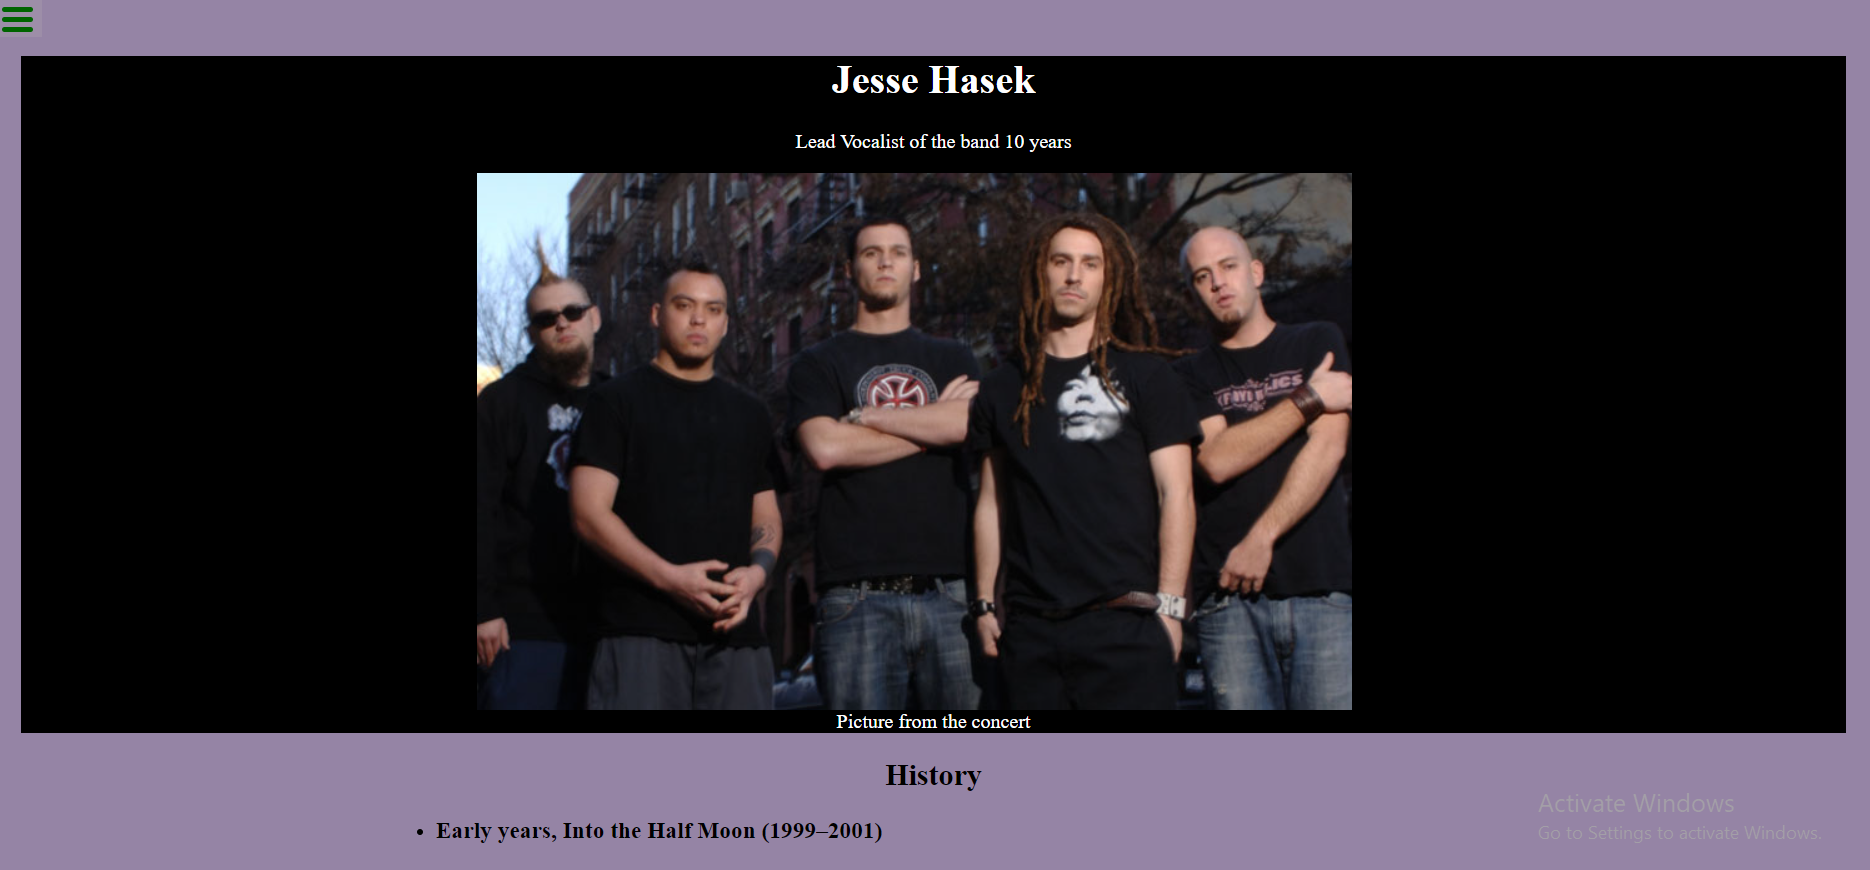 Jesse Hasek
Lead Vocalist of the band 10 years
Picture from the concert
History
• Early years, Into the Half Moon (1999–2001)
Activate Windows
Go to Settings to activate Windows.